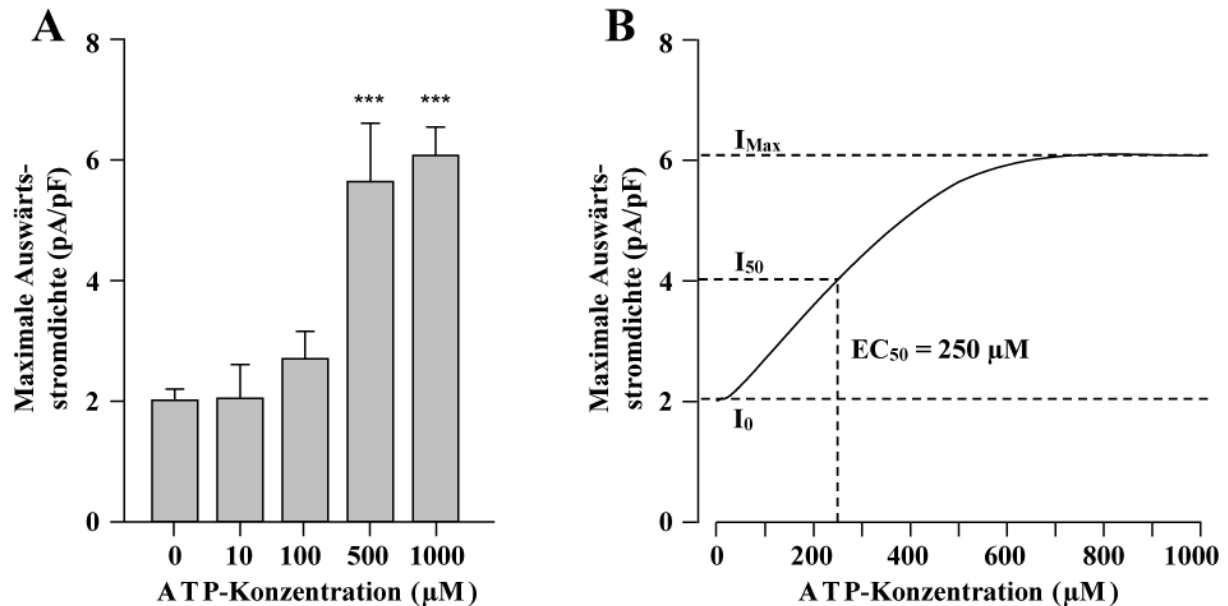 A
Maximale Auswärts-
stromdichte (pA/pF)
8
6
4
2
0
***
***
0 10 100 500 1000
ATP-Konzentration (µM)
B
Maximale Auswärts-
stromdichte (pA/pF)
8
6
4
2
0
IMax
I50
EC50 = 250 µM
I0
0 200 400 600 800 1000
ATP-Konzentration (µM)